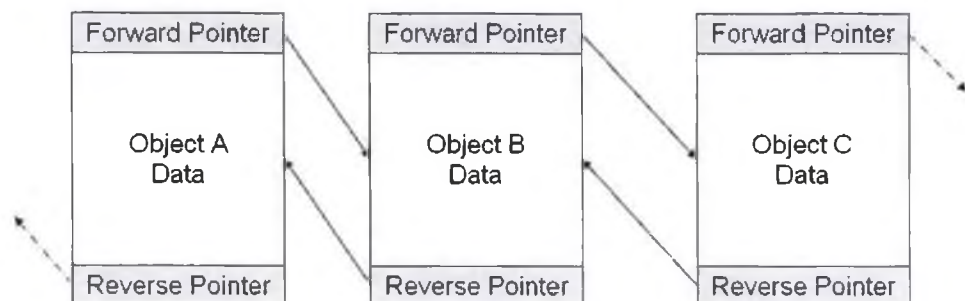 Forward Pointer
Forward Pointer
Forward Pointer
Object A
Data
Object B
Data
Object C
Data
Reverse Pointer
Reverse Pointer
Reverse Pointer